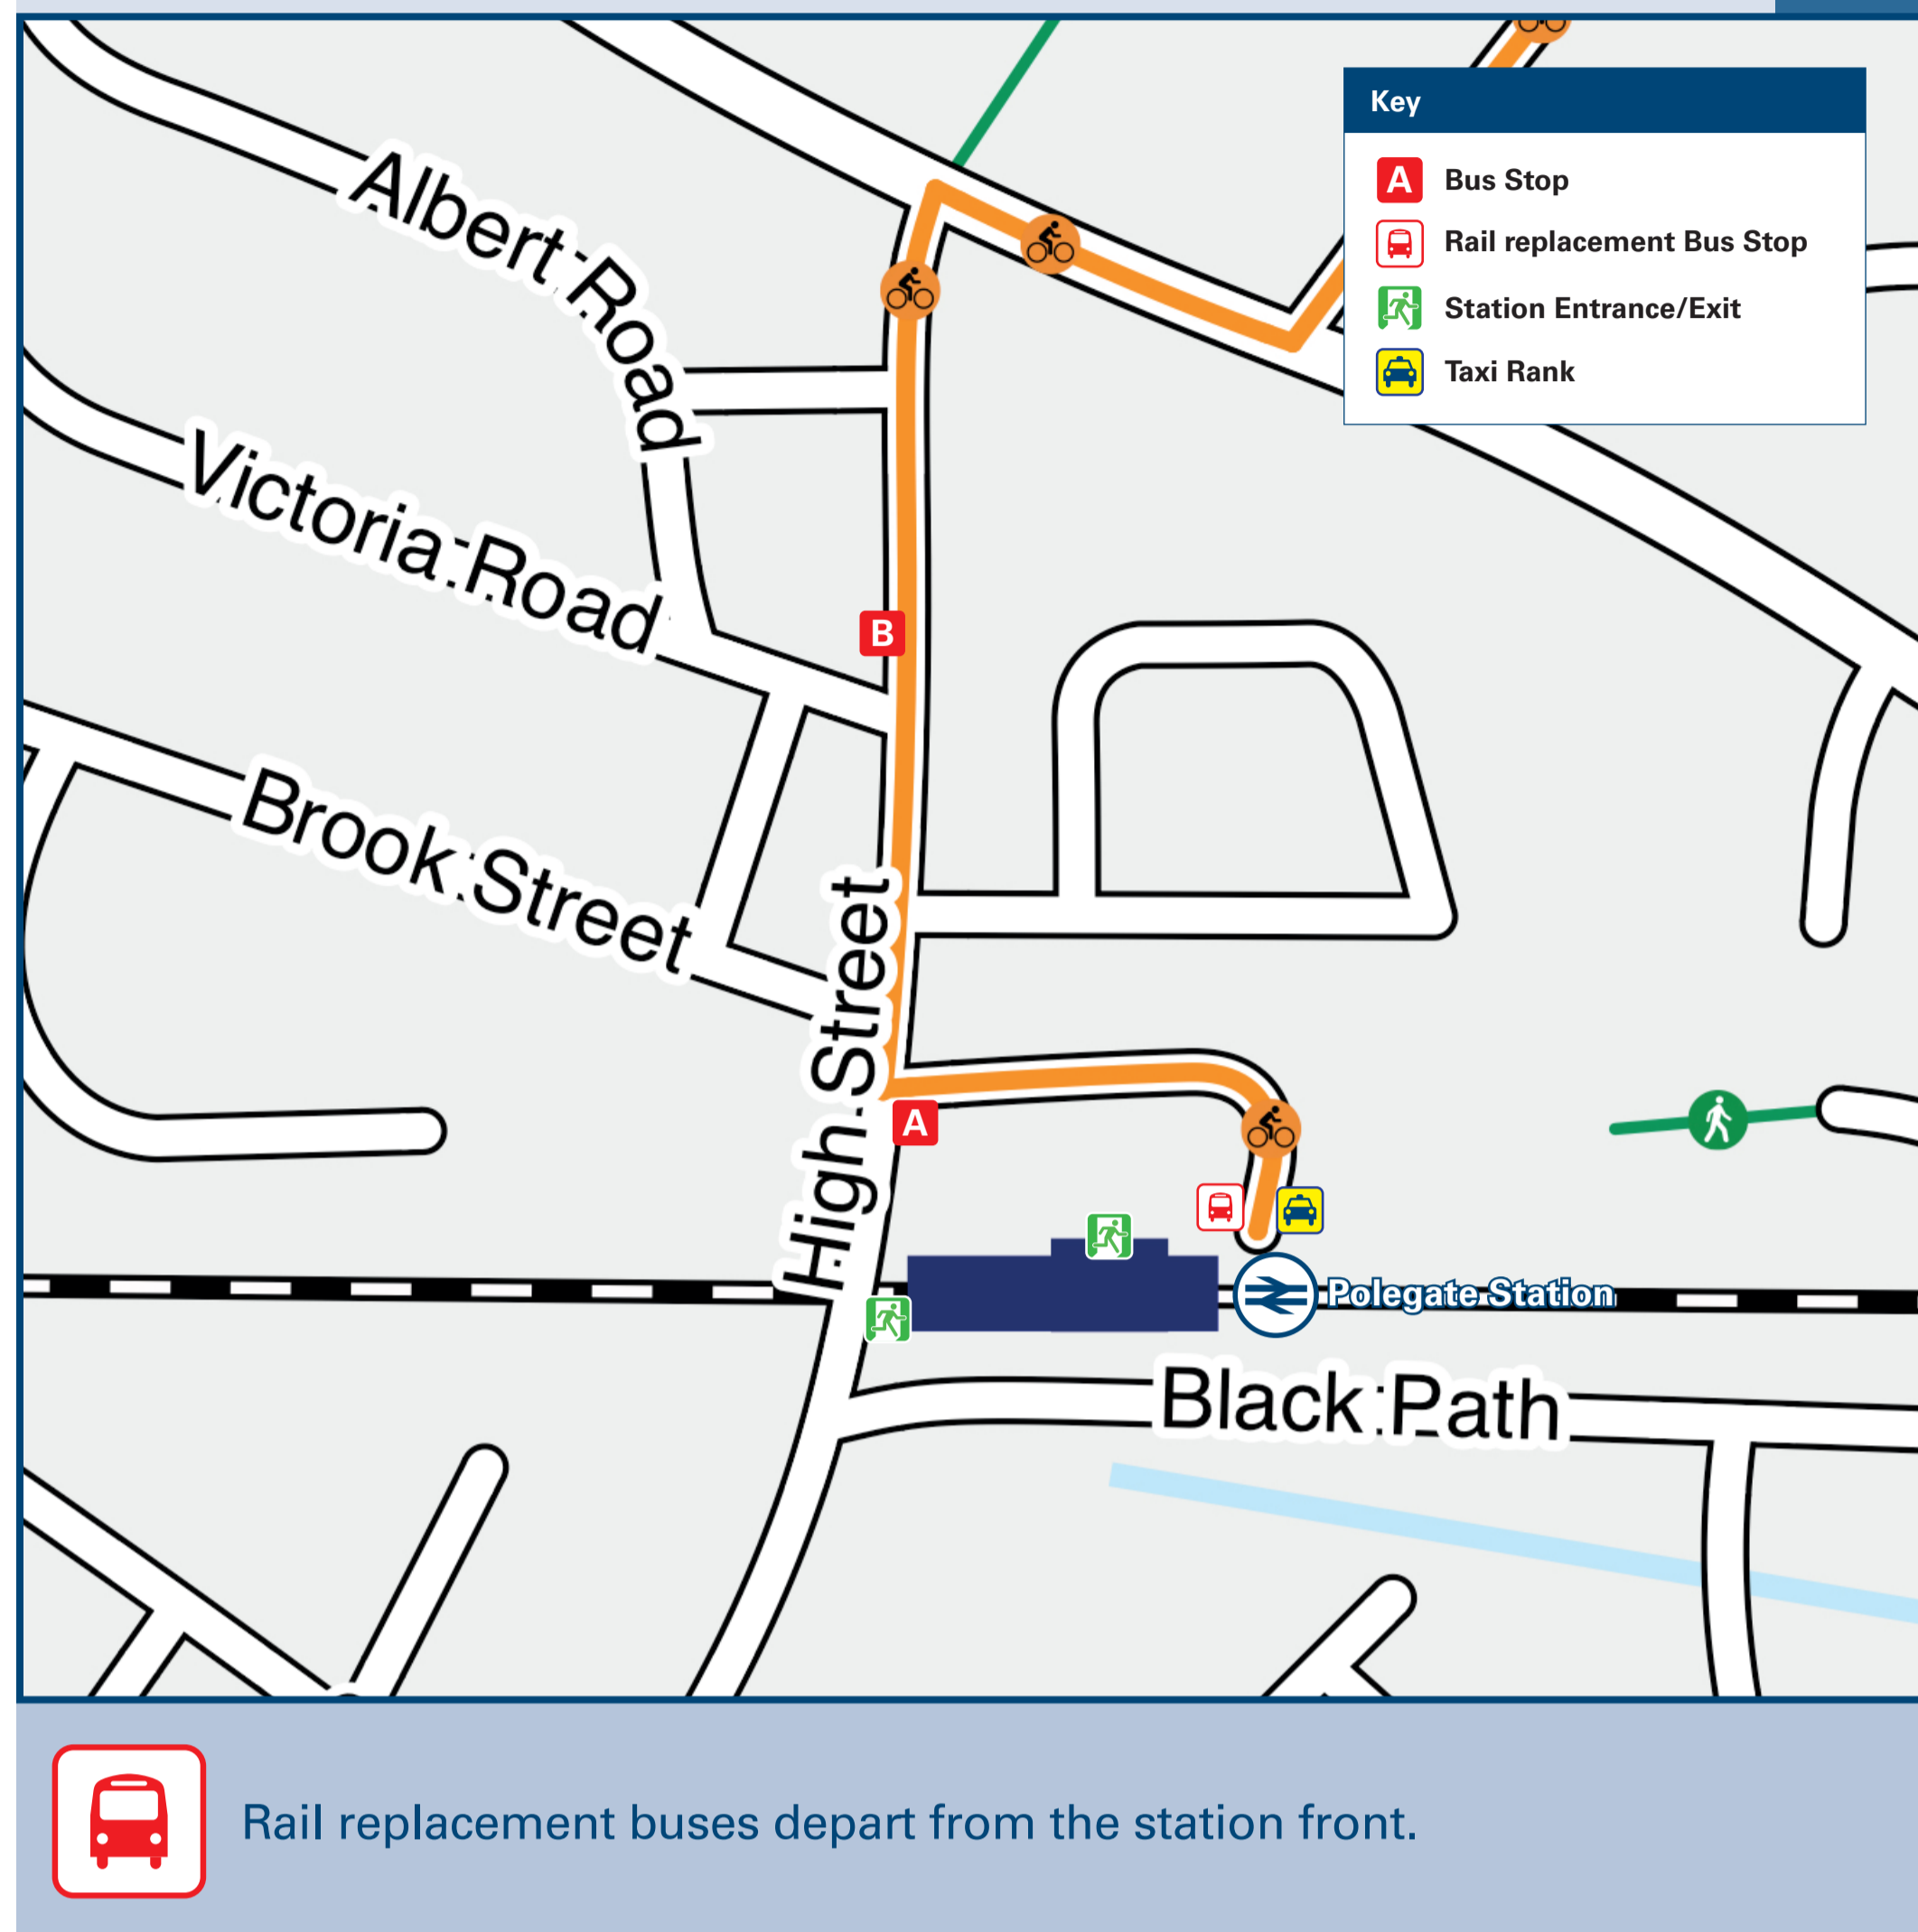 Key
A Bus Stop
Rail replacement Bus Stop
Station Entrance/Exit
Taxi Rank
Albert Road
Victoria Road
B
Brook Street
High Street
A
Polegate Station
Black Path
Rail replacement buses depart from the station front.